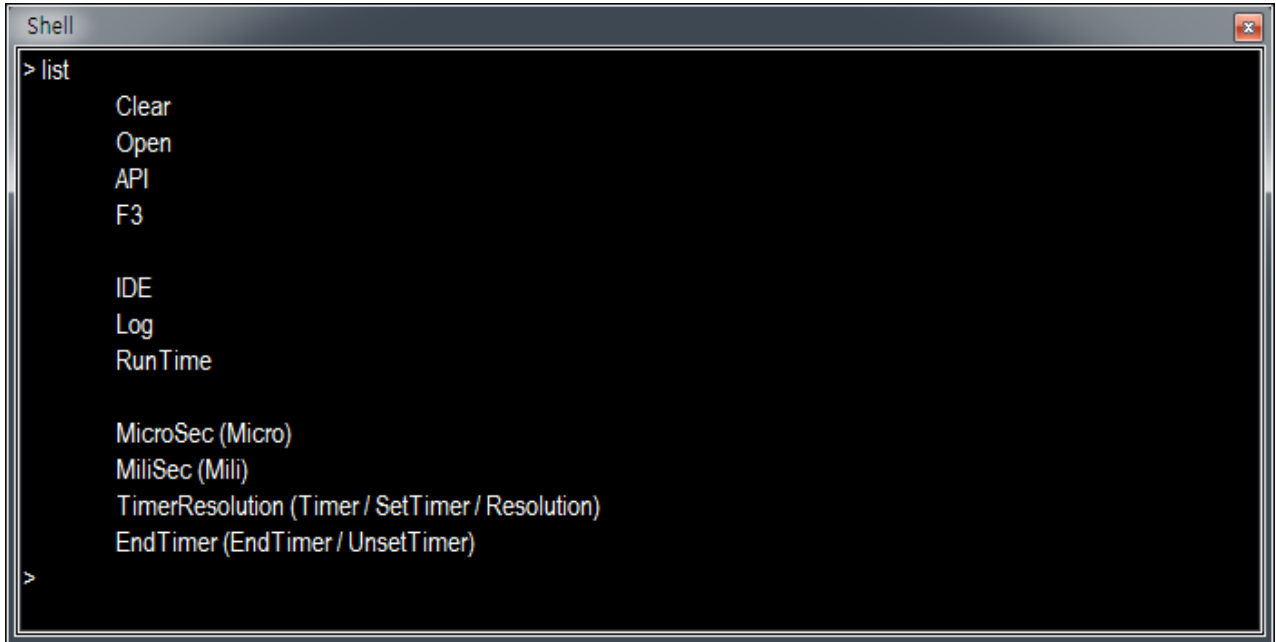 Shell
> list
Clear
Open
API
F3
IDE
Log
RunTime
MicroSec (Micro)
MiliSec (Mili)
TimerResolution (Timer / SetTimer / Resolution)
EndTimer (EndTimer / UnsetTimer)
>